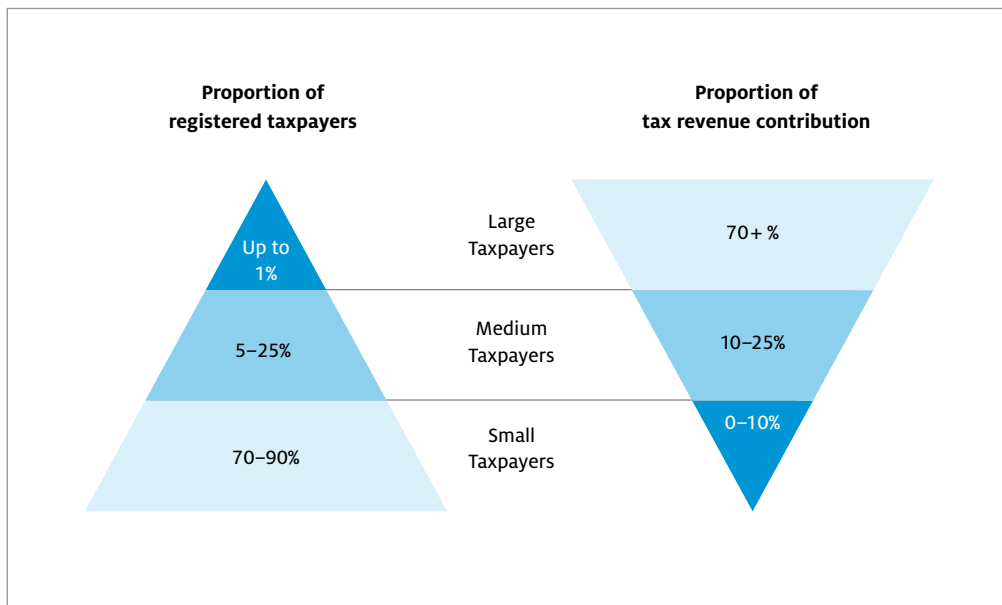 Proportion of
registered taxpayers
Proportion of
tax revenue contribution
Up to
1%
Large
Taxpayers
70+ %
5–25%
Medium
Taxpayers
10–25%
70–90%
Small
Taxpayers
0–10%